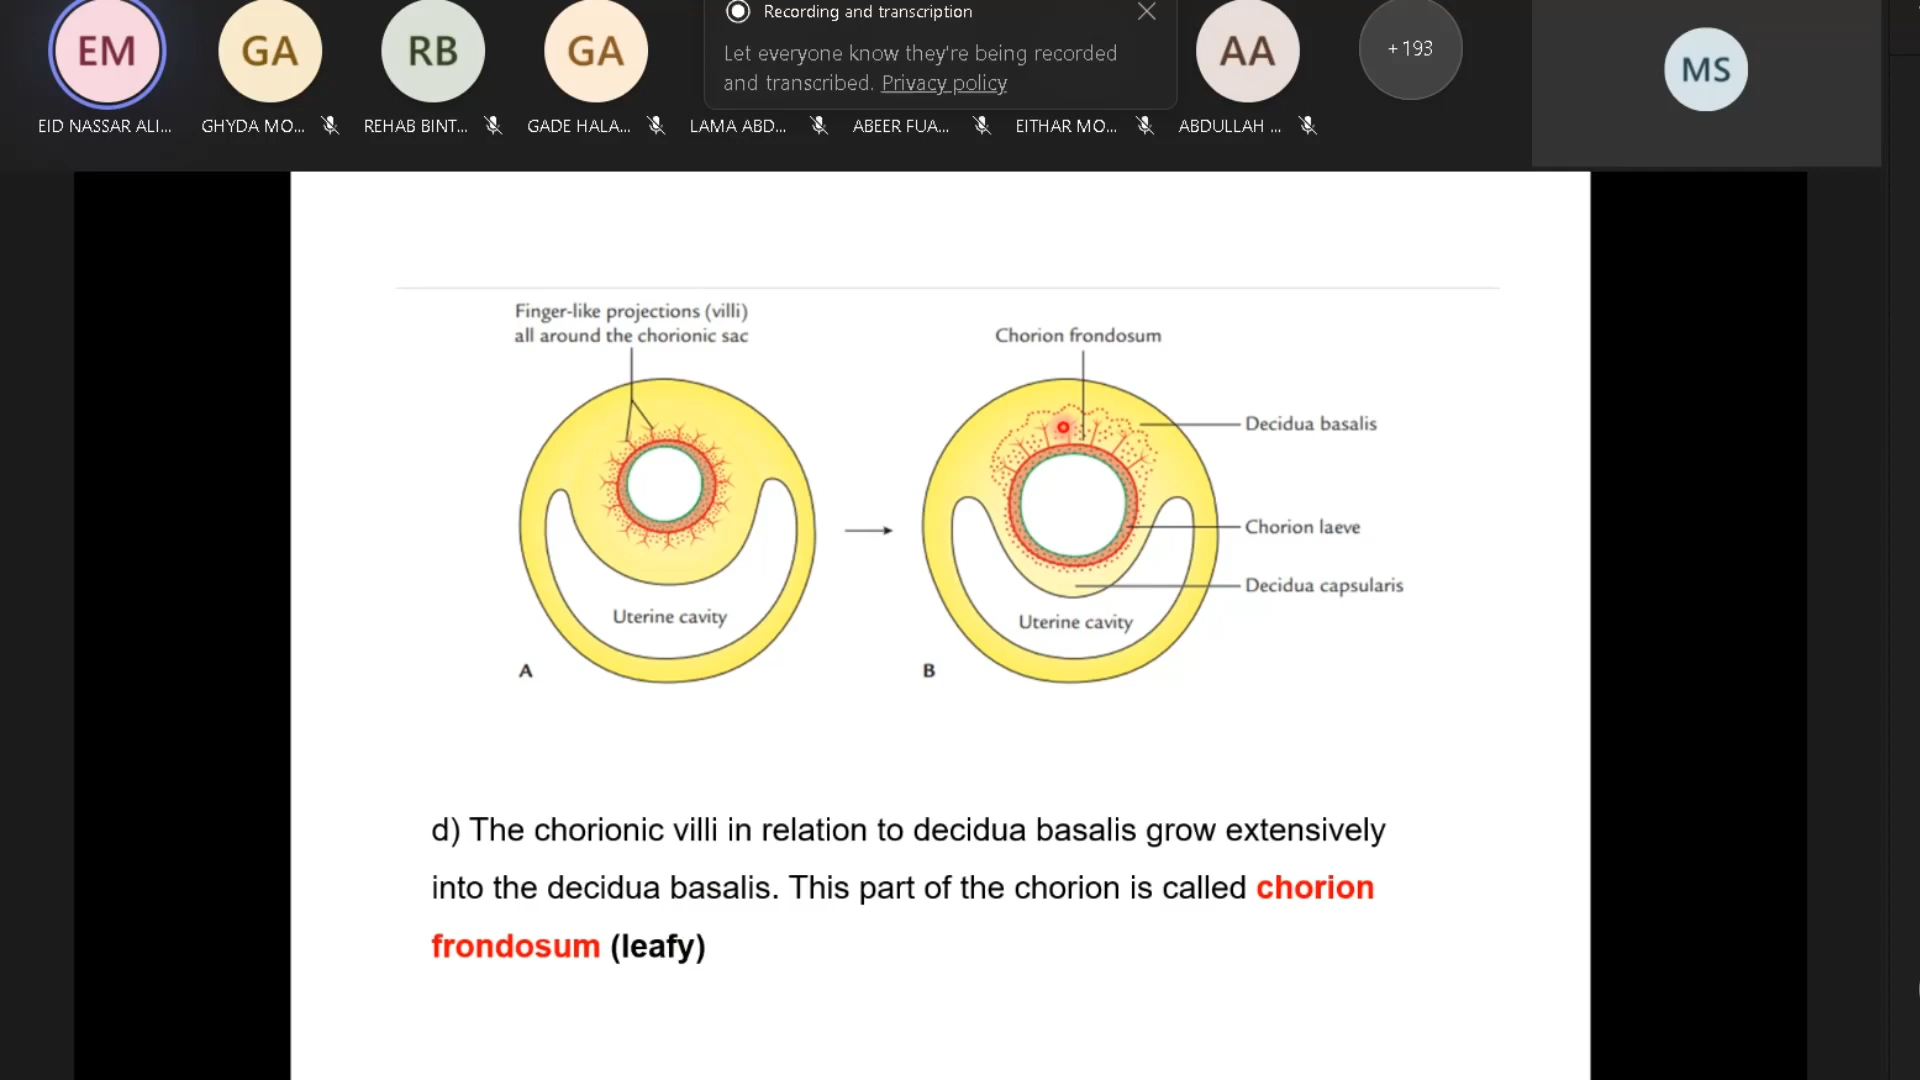 EM
GA
RB
GA
Recording and transcription
Let everyone know they're being recorded
and transcribed. Privacy policy
AA
+193
MS
EID NASSAR ALI...
GHYDA MO...
REHAB BINT...
GADE HALA...
LAMA ABD...
ABEER FUA...
EITHAR MO...
ABDULLAH ...
Finger-like projections (villi)
all around the chorionic sac
Uterine cavity
A
Chorion frondosum
Decidua basalis
Chorion laeve
Decidua capsularis
Uterine cavity
B
d) The chorionic villi in relation to decidua basalis grow extensively
into the decidua basalis. This part of the chorion is called chorion
frondosum (leafy)